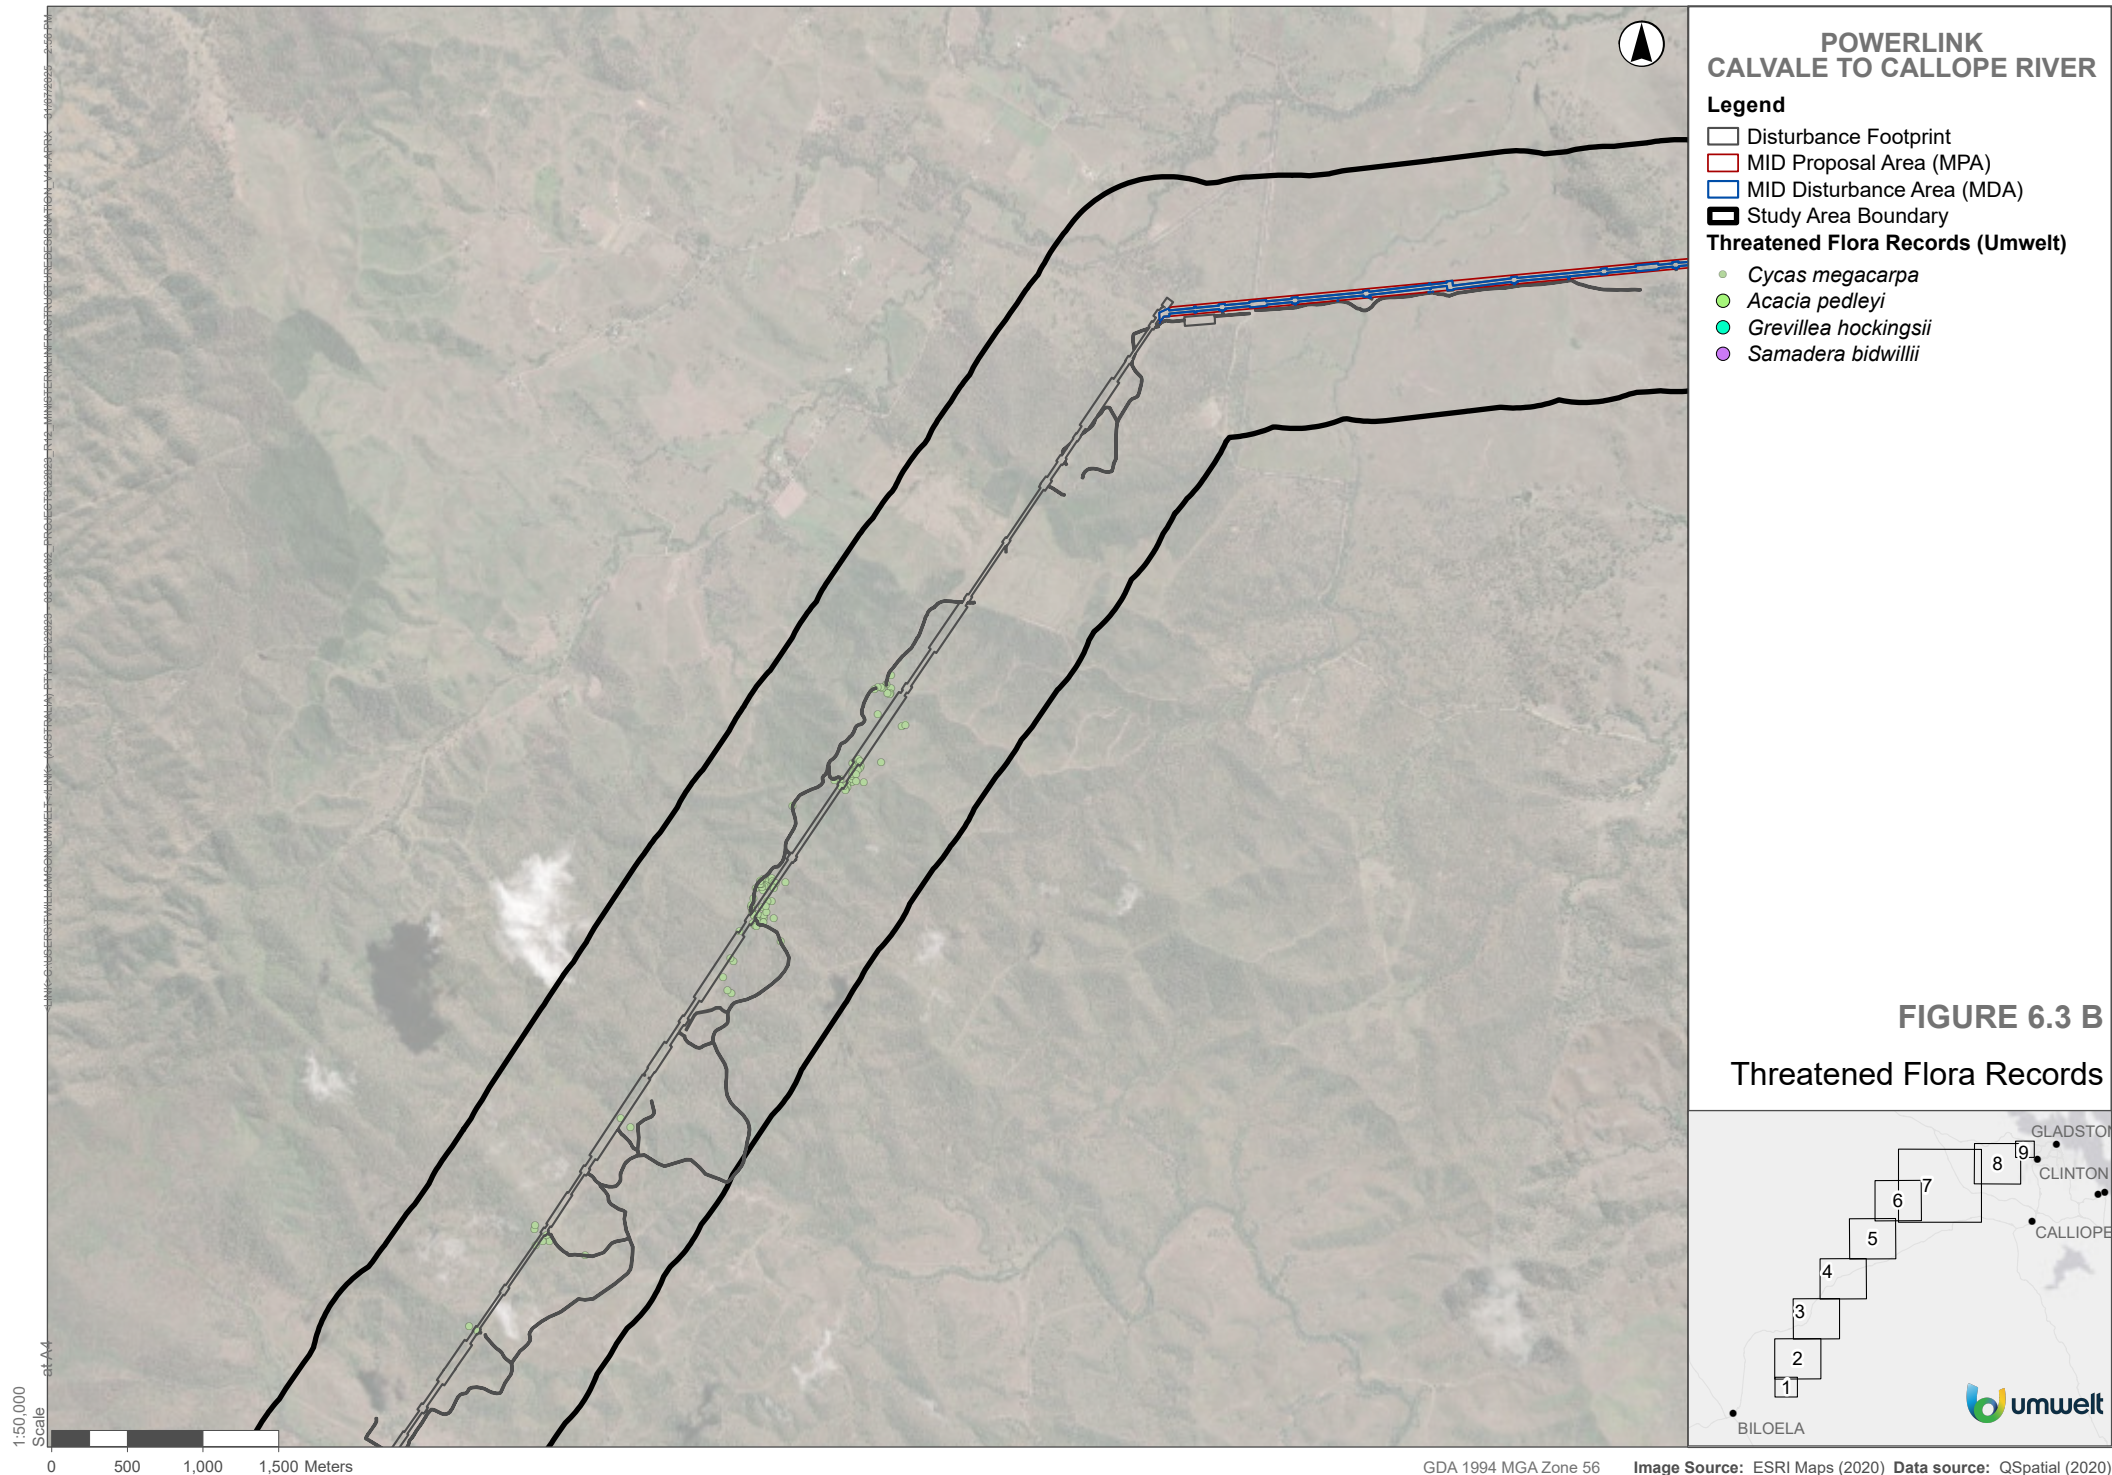 POWERLINK
CALVALE TO CALLOPE RIVER
Legend
Disturbance Footprint
MID Proposal Area (MPA)
MID Disturbance Area (MDA)
Study Area Boundary
Threatened Flora Records (Umwelt)
Cycas megacarpa
Acacia pedleyi
Grevillea hockingsii
Samadera bidwillii
FIGURE 6.3 B
Threatened Flora Records
GLADSTON
9
8
CLINTON
7
6
CALLIOPE
5
4
3
2
1
BILOELA
umwelt
Scale
1:50,000
at A4
0 500 1,000 1,500 Meters
GDA 1994 MGA Zone 56 Image Source: ESRI Maps (2020) Data source: QSpatial (2020)